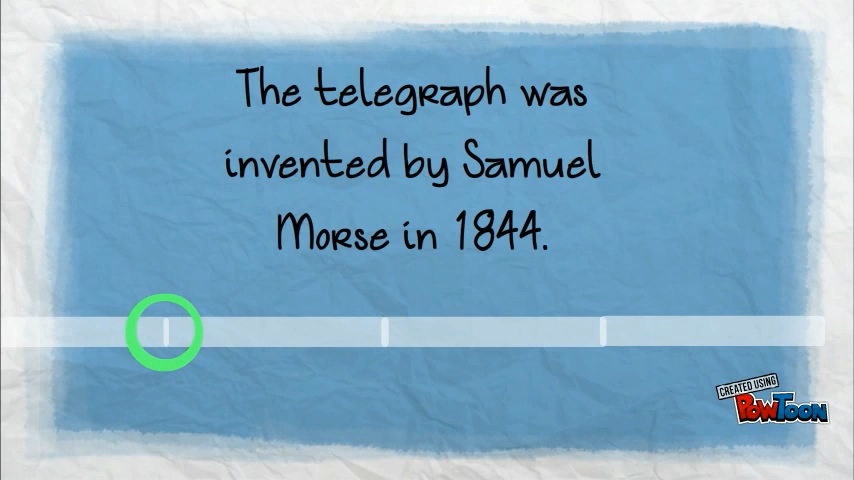 The telegraph was
invented by Samuel
Morse in 1844.
CREATED USING
POWTOON